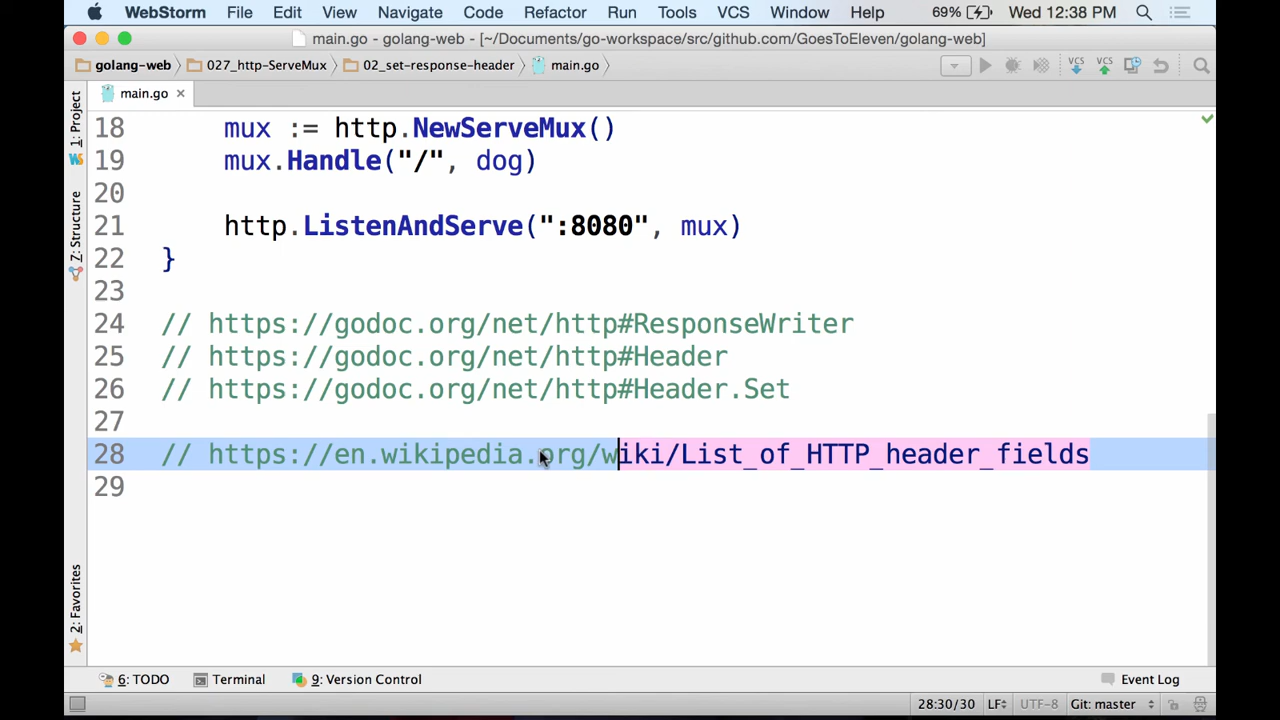 WebStorm File Edit View Navigate Code Refactor Run Tools VCS Window Help 69% Wed 12:38 PM
main.go - golang-web - [~/Documents/go-workspace/src/github.com/GoesToEleven/golang-web]
golang-web 027_http-ServeMux 02_set-response-header main.go VCS VCS
main.go
1: Project
7: Structure
2: Favorites
18 mux := http.NewServeMux()
19 mux.Handle("/", dog)
20
21 http.ListenAndServe(":8080", mux)
22 }
23
24 // https://godoc.org/net/http#ResponseWriter
25 // https://godoc.org/net/http#Header
26 // https://godoc.org/net/http#Header.Set
27
28 // https://en.wikipedia.org/wiki/List_of_HTTP_header_fields
29
6: TODO Terminal 9: Version Control Event Log
28:30/30 LF UTF-8 Git: master